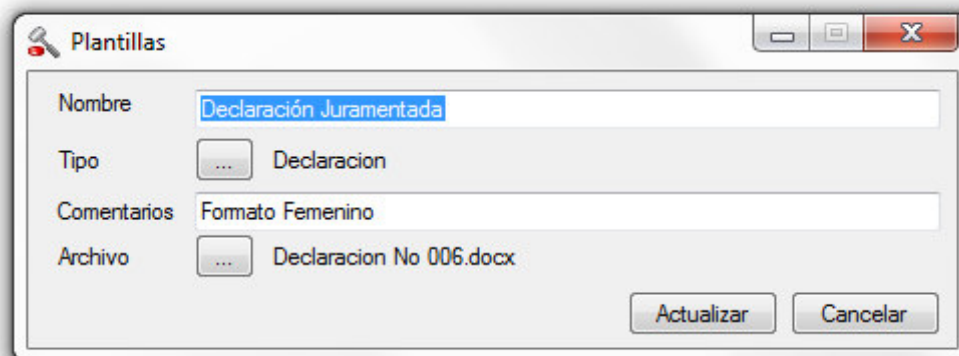 Plantillas
Nombre Declaración Juramentada
Tipo ... Declaracion
Comentarios Formato Femenino
Archivo ... Declaracion No 006.docx
Actualizar Cancelar